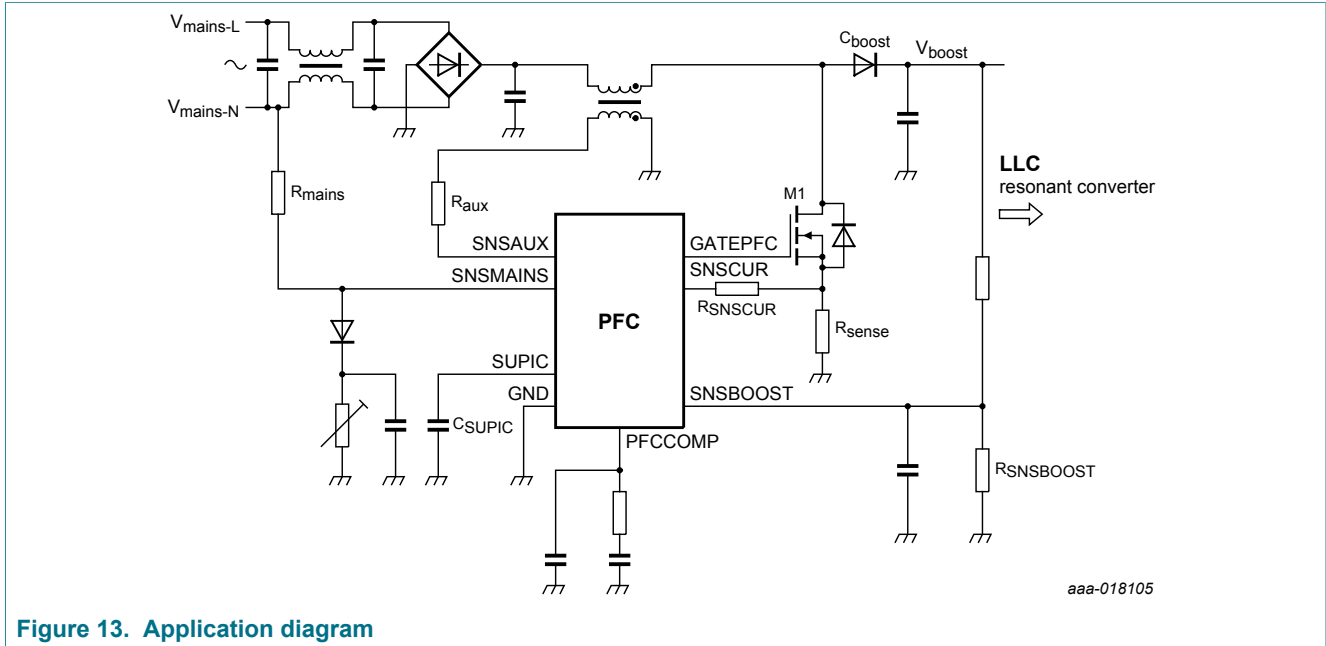 Vmains-L
Cboost
Vboost
Vmains-N
LLC
resonant converter
Rmains
M1
Raux
SNSAUX
GATEPFC
SNSMAINS
SNSCUR
RSNSCUR
PFC
Rsense
SUPIC
GND
SNSBOOST
CSUPIC
PFCCOMP
RSNSBOOST
aaa-018105
Figure 13. Application diagram